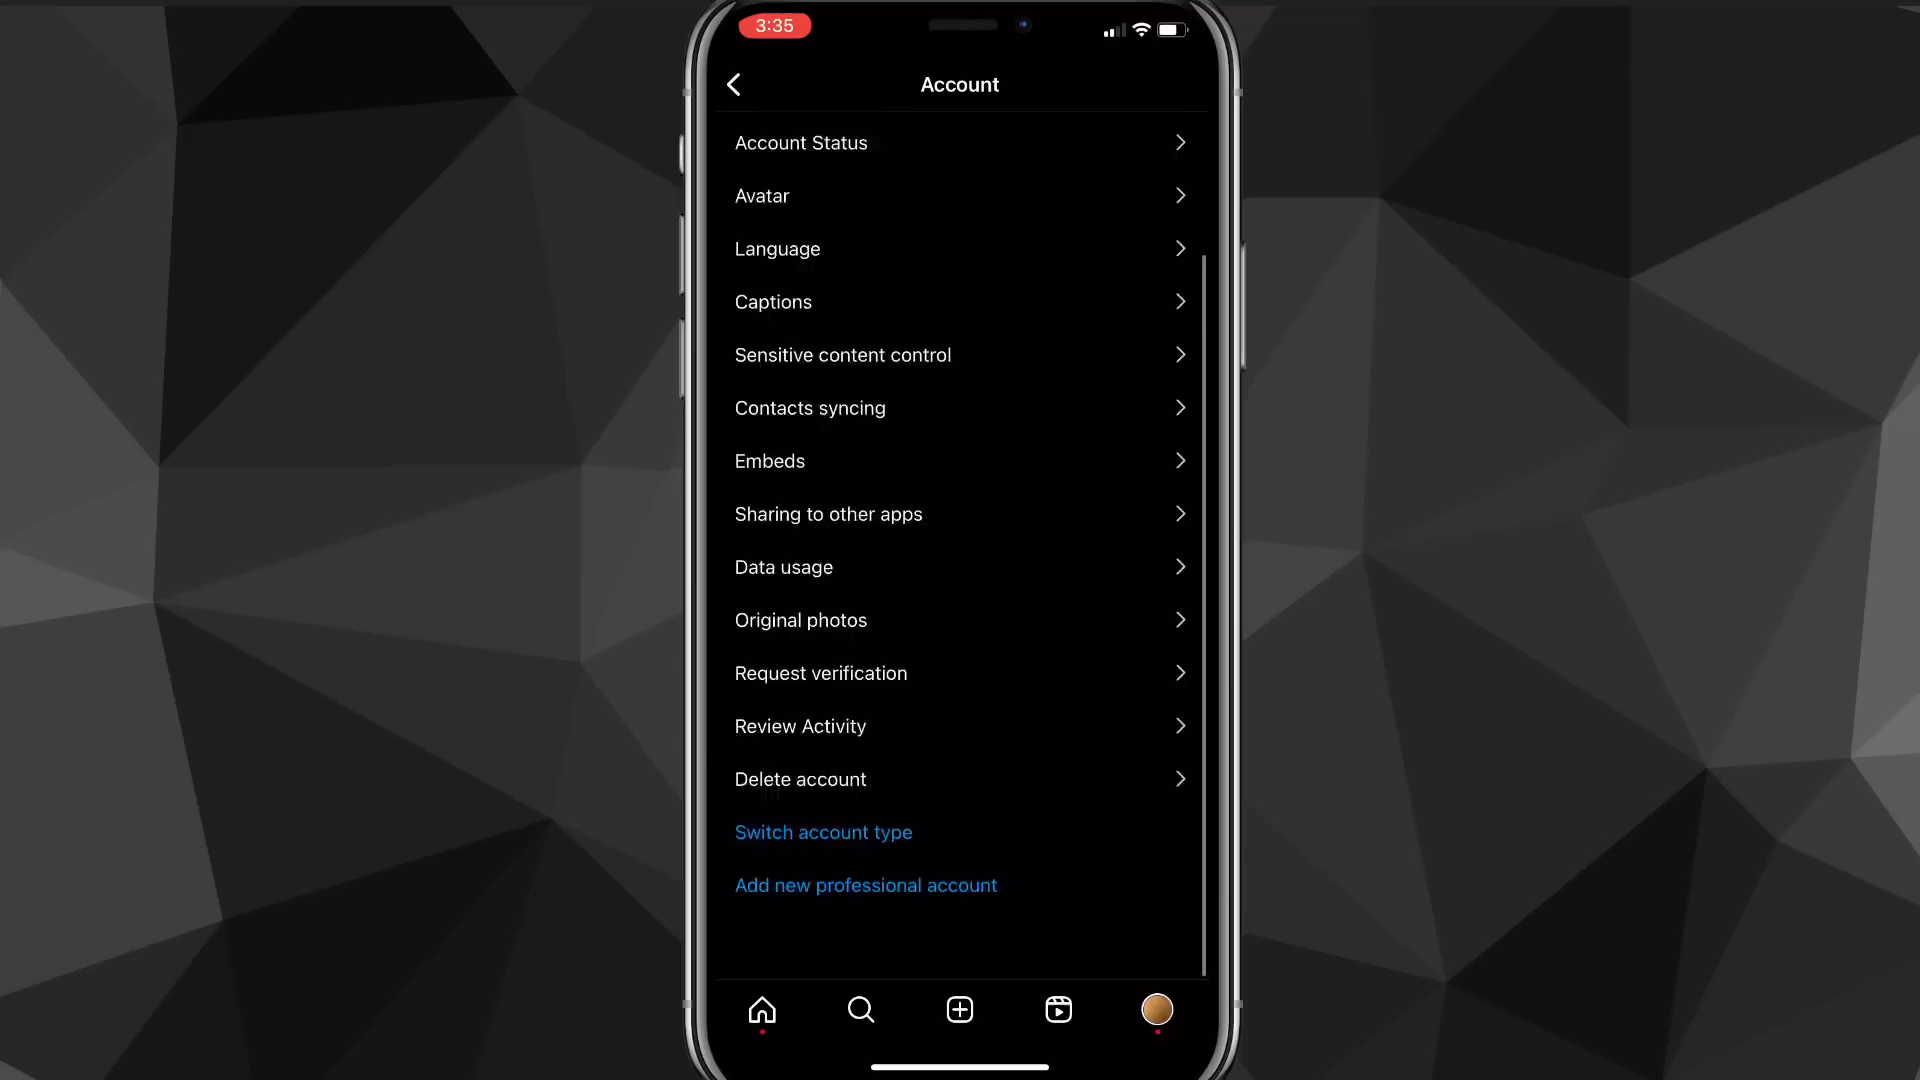 3:35
Account
Account Status
Avatar
Language
Captions
Sensitive content control
Contacts syncing
Embeds
Sharing to other apps
Data usage
Original photos
Request verification
Review Activity
Delete account
Switch account type
Add new professional account